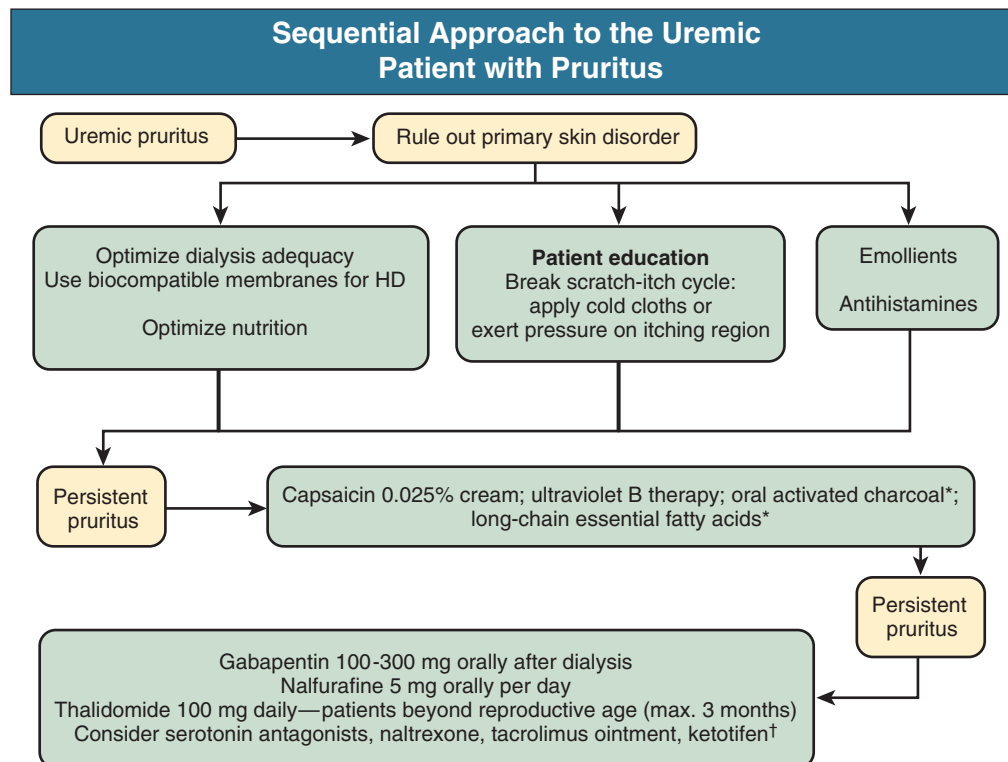 Sequential Approach to the Uremic
Patient with Pruritus
Uremic pruritus
Rule out primary skin disorder
Optimize dialysis adequacy
Use biocompatible membranes for HD
Optimize nutrition
Patient education
Break scratch-itch cycle:
apply cold cloths or
exert pressure on itching region
Emollients
Antihistamines
Persistent
pruritus
Capsaicin 0.025% cream; ultraviolet B therapy; oral activated charcoal*;
long-chain essential fatty acids*
Persistent
pruritus
Gabapentin 100-300 mg orally after dialysis
Nalfurafine 5 mg orally per day
Thalidomide 100 mg daily—patients beyond reproductive age (max. 3 months)
Consider serotonin antagonists, naltrexone, tacrolimus ointment, ketotifen†